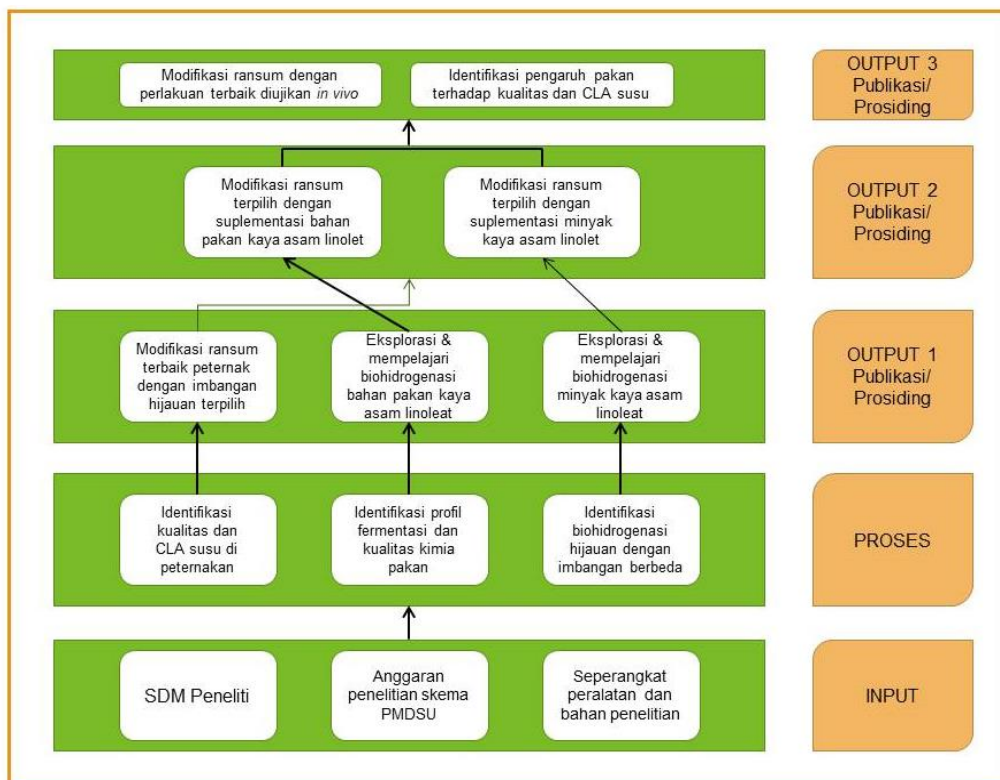 Modifikasi ransum dengan
perlakuan terbaik diujikan in vivo
Identifikasi pengaruh pakan
terhadap kualitas dan CLA susu
OUTPUT 3
Publikasi/
Prosiding
Modifikasi ransum
terpilih dengan
suplementasi bahan
pakan kaya asam linolet
Modifikasi ransum
terpilih dengan
suplementasi minyak
kaya asam linolet
OUTPUT 2
Publikasi/
Prosiding
Modifikasi ransum
terbaik peternak
dengan imbangan
hijauan terpilih
Eksplorasi &
mempelajari
biohidrogenasi
bahan pakan kaya
asam linoleat
Eksplorasi &
mempelajari
biohidrogenasi
minyak kaya asam
linoleat
OUTPUT 1
Publikasi/
Prosiding
Identifikasi
kualitas dan
CLA susu di
peternakan
Identifikasi profil
fermentasi dan
kualitas kimia
pakan
Identifikasi
biohidrogenasi
hijauan dengan
imbangan berbeda
PROSES
SDM Peneliti
Anggaran
penelitian skema
PMDSU
Seperangkat
peralatan dan
bahan penelitian
INPUT